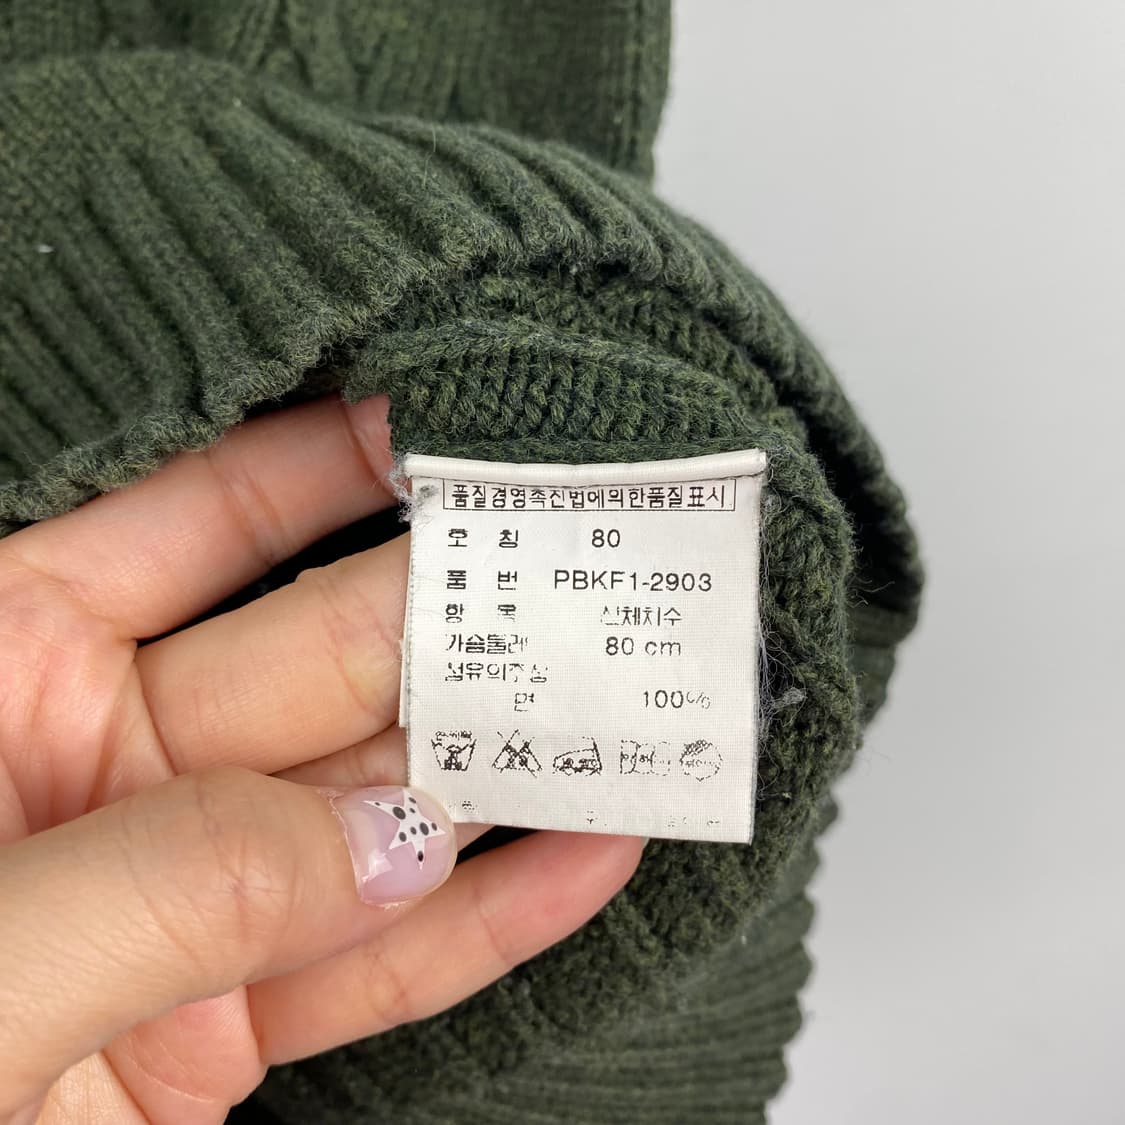 품질경영촉진법에의한품질표시
호 칭 80
품 번 PBKF1-2903
항 목 신체치수
가슴둘레 80 cm
섬유의조성
면 100%